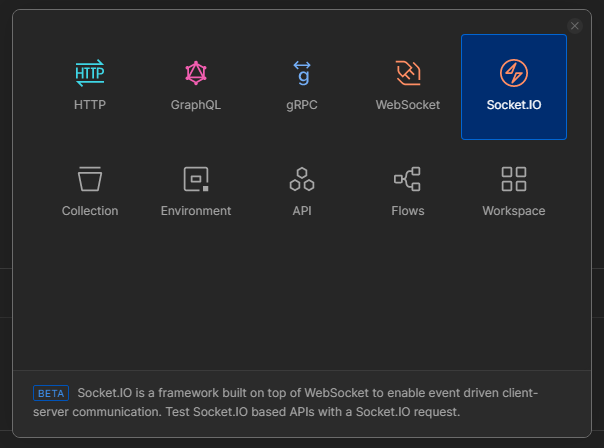 HTTP
HTTP
GraphQL
g
gRPC
WebSocket
Socket.IO
Collection
Environment
API
Flows
Workspace
BETA Socket.IO is a framework built on top of WebSocket to enable event driven client-
server communication. Test Socket.IO based APIs with a Socket.IO request.